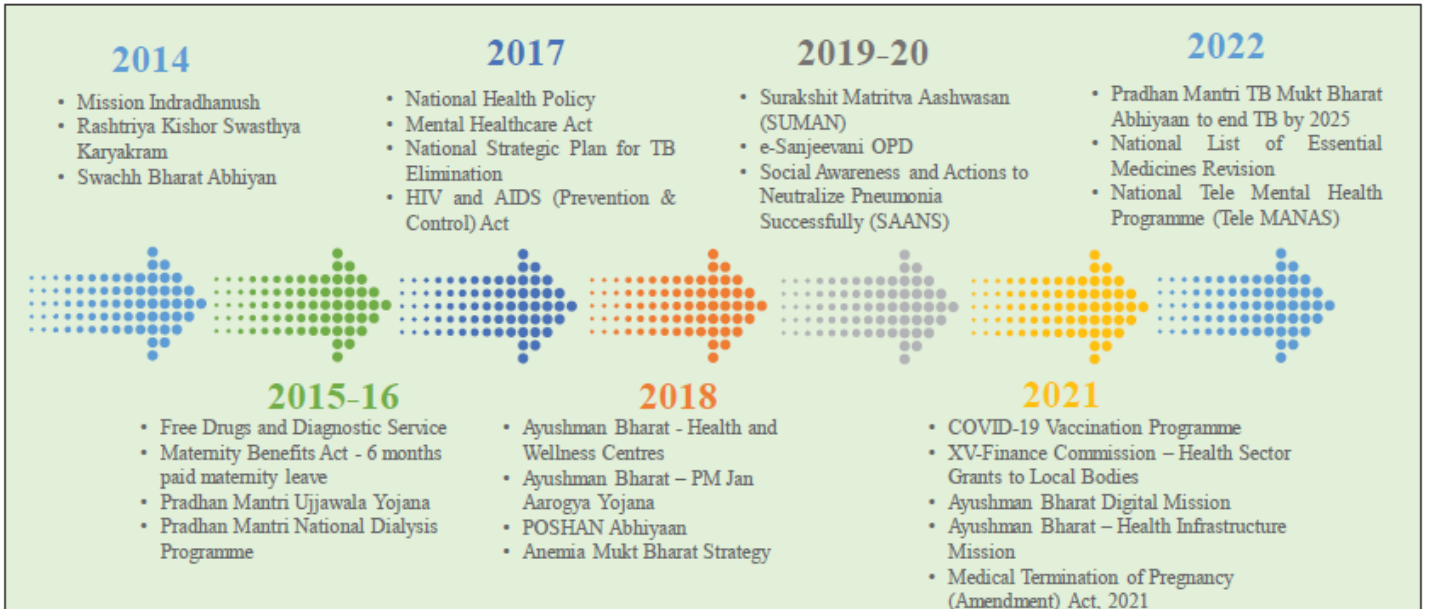 2014
• Mission Indradhanush
• Rashtriya Kishor Swasthya
Karyakram
• Swachh Bharat Abhiyan
2017
• National Health Policy
• Mental Healthcare Act
• National Strategic Plan for TB
Elimination
• HIV and AIDS (Prevention &
Control) Act
2019-20
• Surakshit Matritva Aashwasan
(SUMAN)
• e-Sanjeevani OPD
• Social Awareness and Actions to
Neutralize Pneumonia
Successfully (SAANS)
2022
• Pradhan Mantri TB Mukt Bharat
Abhiyaan to end TB by 2025
• National List of Essential
Medicines Revision
• National Tele Mental Health
Programme (Tele MANAS)
2015-16
• Free Drugs and Diagnostic Service
• Maternity Benefits Act - 6 months
paid maternity leave
• Pradhan Mantri Ujjawala Yojana
• Pradhan Mantri National Dialysis
Programme
2018
• Ayushman Bharat - Health and
Wellness Centres
• Ayushman Bharat – PM Jan
Aarogya Yojana
• POSHAN Abhiyaan
• Anemia Mukt Bharat Strategy
2021
• COVID-19 Vaccination Programme
• XV-Finance Commission – Health Sector
Grants to Local Bodies
• Ayushman Bharat Digital Mission
• Ayushman Bharat – Health Infrastructure
Mission
• Medical Termination of Pregnancy
(Amendment) Act, 2021